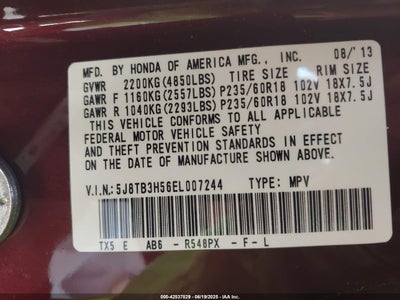 MFD. BY HONDA OF AMERICA MFG., INC. 08/'13
GVWR 2200KG(4850LBS) TIRE SIZE RIM SIZE
GAWR F 1160KG(2557LBS) P235/60R18 102V 18X7.5J
GAWR R 1040KG(2293LBS) P235/60R18 102V 18X7.5J
THIS VEHICLE CONFORMS TO ALL APPLICABLE
FEDERAL MOTOR VEHICLE SAFETY
AND THEFT PREVENTION STANDARDS IN EFFECT
ON THE DATE OF MANUFACTURE SHOWN ABOVE.
V.I.N.:5J8TB3H56EL007244 TYPE: MPV
TX5 E AB6 - R548PX - F - L
000-42537829 - 06/19/2025 - IAA Inc.